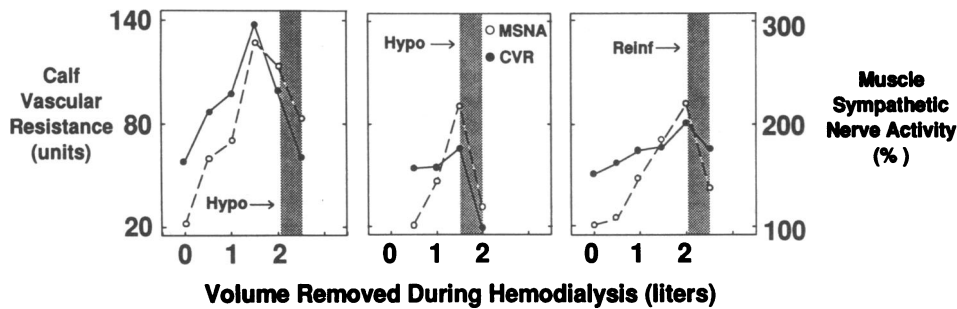 140
80
20
Calf
Vascular
Resistance
(units)
Hypo →
0 1 2
Hypo →
MSNA
CVR
0 1 2
Reinf →
0 1 2
300
200
100
Muscle
Sympathetic
Nerve Activity
(% )
Volume Removed During Hemodialysis (liters)